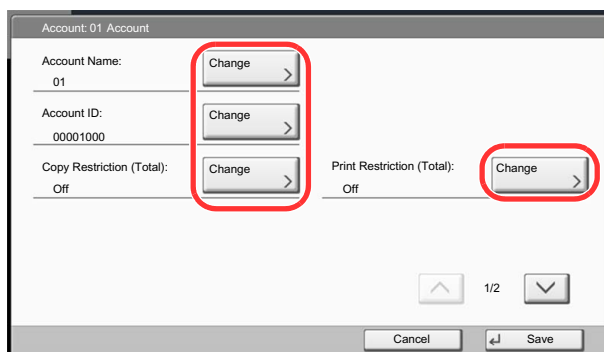 Account: 01 Account
Account Name:
Change
01
Account ID:
Change
00001000
Copy Restriction (Total):
Change
Off
Print Restriction (Total):
Change
Off
1/2
Cancel
Save